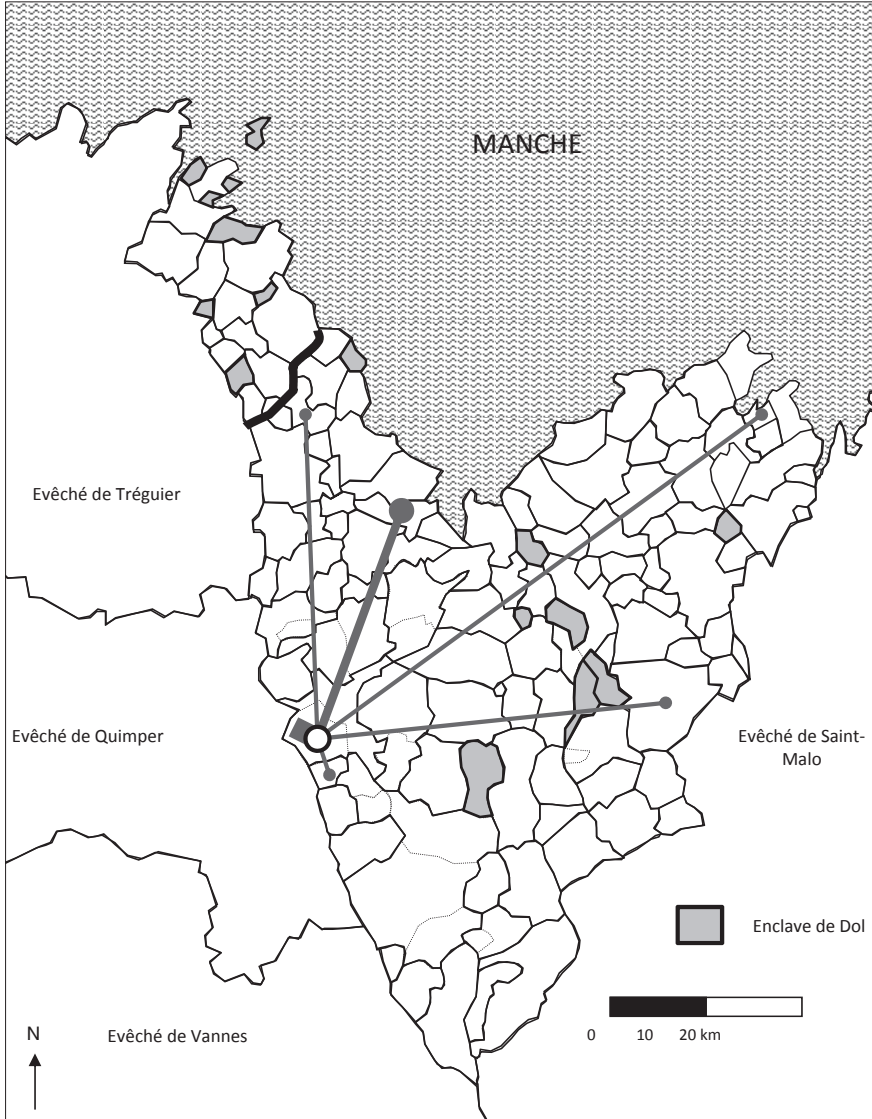 MANCHE
Evêché de Tréguier
Evêché de Quimper
Evêché de Saint-
Malo
Enclave de Dol
0 10 20 km
Evêché de Vannes
N